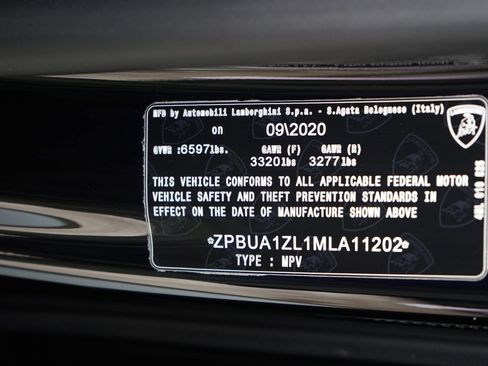 MFD by Automobili Lamborghini S.p.a. - S.Agata Bolognese (Italy)
on 09\2020
GVWR :6597lbs. GAWR (F) GAWR (R)
3320lbs 3277lbs
THIS VEHICLE CONFORMS TO ALL APPLICABLE FEDERAL MOTOR
VEHICLE SAFETY AND THEFT PREVENTION STANDARDS IN
EFFECT ON THE DATE OF MANUFACTURE SHOWN ABOVE
*ZPBUA1ZL1MLA11202*
TYPE : MPV